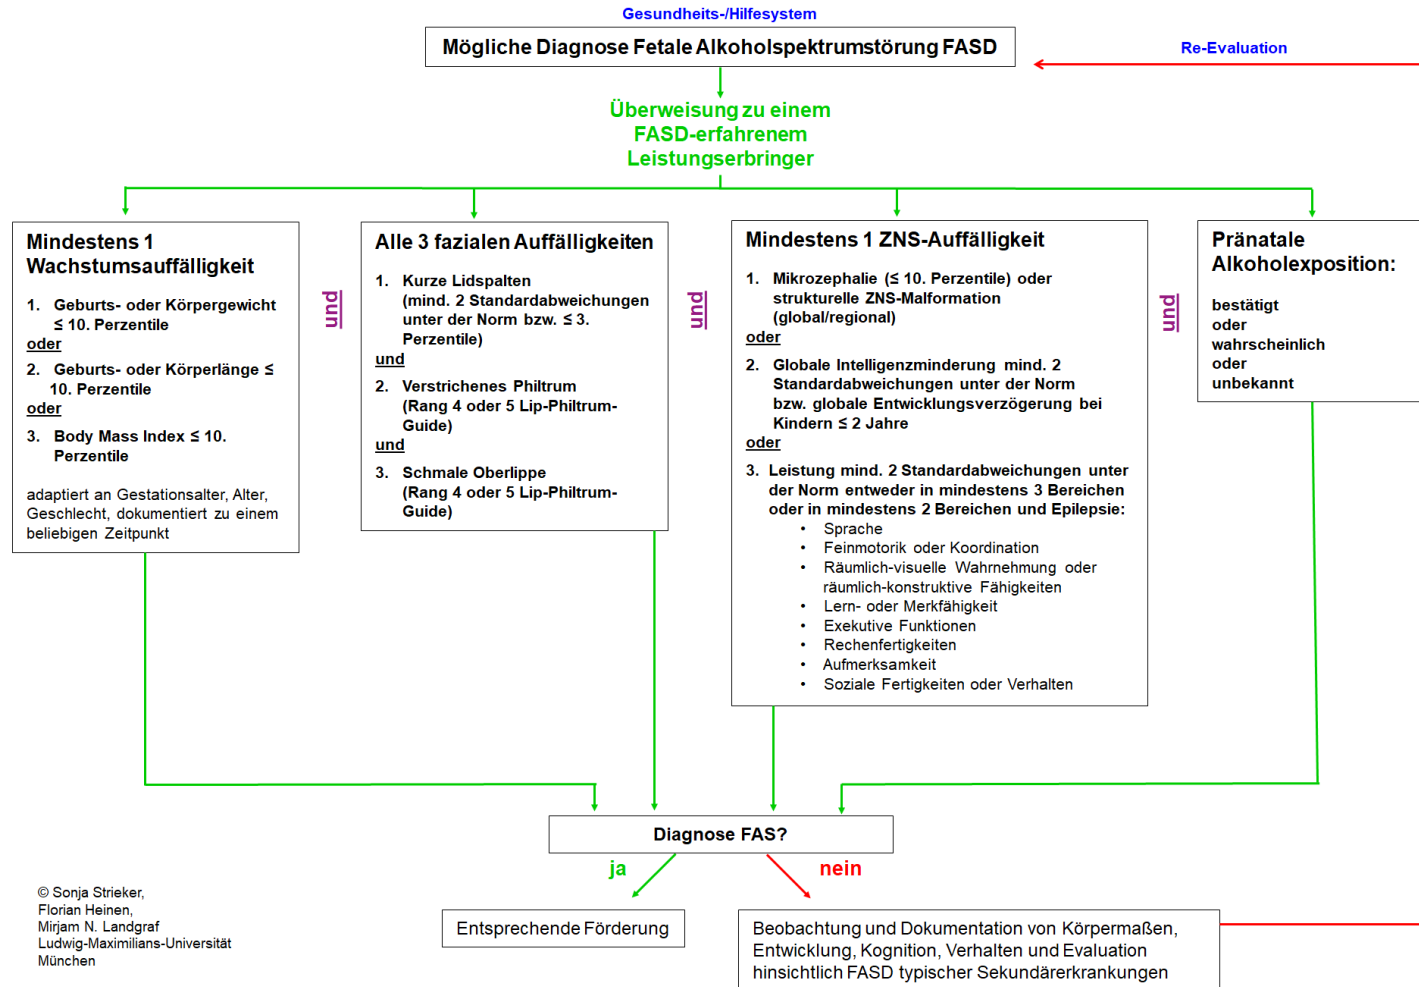 Gesundheits-/Hilfesystem
Mögliche Diagnose Fetale Alkoholspektrumstörung FASD
Re-Evaluation
Überweisung zu einem
FASD-erfahrenem
Leistungserbringer
Mindestens 1
Wachstumsauffälligkeit
1. Geburts- oder Körpergewicht
≤ 10. Perzentile
oder
2. Geburts- oder Körperlänge ≤
10. Perzentile
oder
3. Body Mass Index ≤ 10.
Perzentile
adaptiert an Gestationsalter, Alter,
Geschlecht, dokumentiert zu einem
beliebigen Zeitpunkt
und
Alle 3 fazialen Auffälligkeiten
1. Kurze Lidspalten
(mind. 2 Standardabweichungen
unter der Norm bzw. ≤ 3.
Perzentile)
und
2. Verstrichenes Philtrum
(Rang 4 oder 5 Lip-Philtrum-
Guide)
und
3. Schmale Oberlippe
(Rang 4 oder 5 Lip-Philtrum-
Guide)
und
Mindestens 1 ZNS-Auffälligkeit
1. Mikrozephalie (≤ 10. Perzentile) oder
strukturelle ZNS-Malformation
(global/regional)
oder
2. Globale Intelligenzminderung mind. 2
Standardabweichungen unter der Norm
bzw. globale Entwicklungsverzögerung bei
Kindern ≤ 2 Jahre
oder
3. Leistung mind. 2 Standardabweichungen unter
der Norm entweder in mindestens 3 Bereichen
oder in mindestens 2 Bereichen und Epilepsie:
• Sprache
• Feinmotorik oder Koordination
• Räumlich-visuelle Wahrnehmung oder
räumlich-konstruktive Fähigkeiten
• Lern- oder Merkfähigkeit
• Exekutive Funktionen
• Rechenfertigkeiten
• Aufmerksamkeit
• Soziale Fertigkeiten oder Verhalten
und
Pränatale
Alkoholexposition:
bestätigt
oder
wahrscheinlich
oder
unbekannt
Diagnose FAS?
ja
nein
Entsprechende Förderung
Beobachtung und Dokumentation von Körpermaßen,
Entwicklung, Kognition, Verhalten und Evaluation
hinsichtlich FASD typischer Sekundärerkrankungen
© Sonja Strieker,
Florian Heinen,
Mirjam N. Landgraf
Ludwig-Maximilians-Universität
München